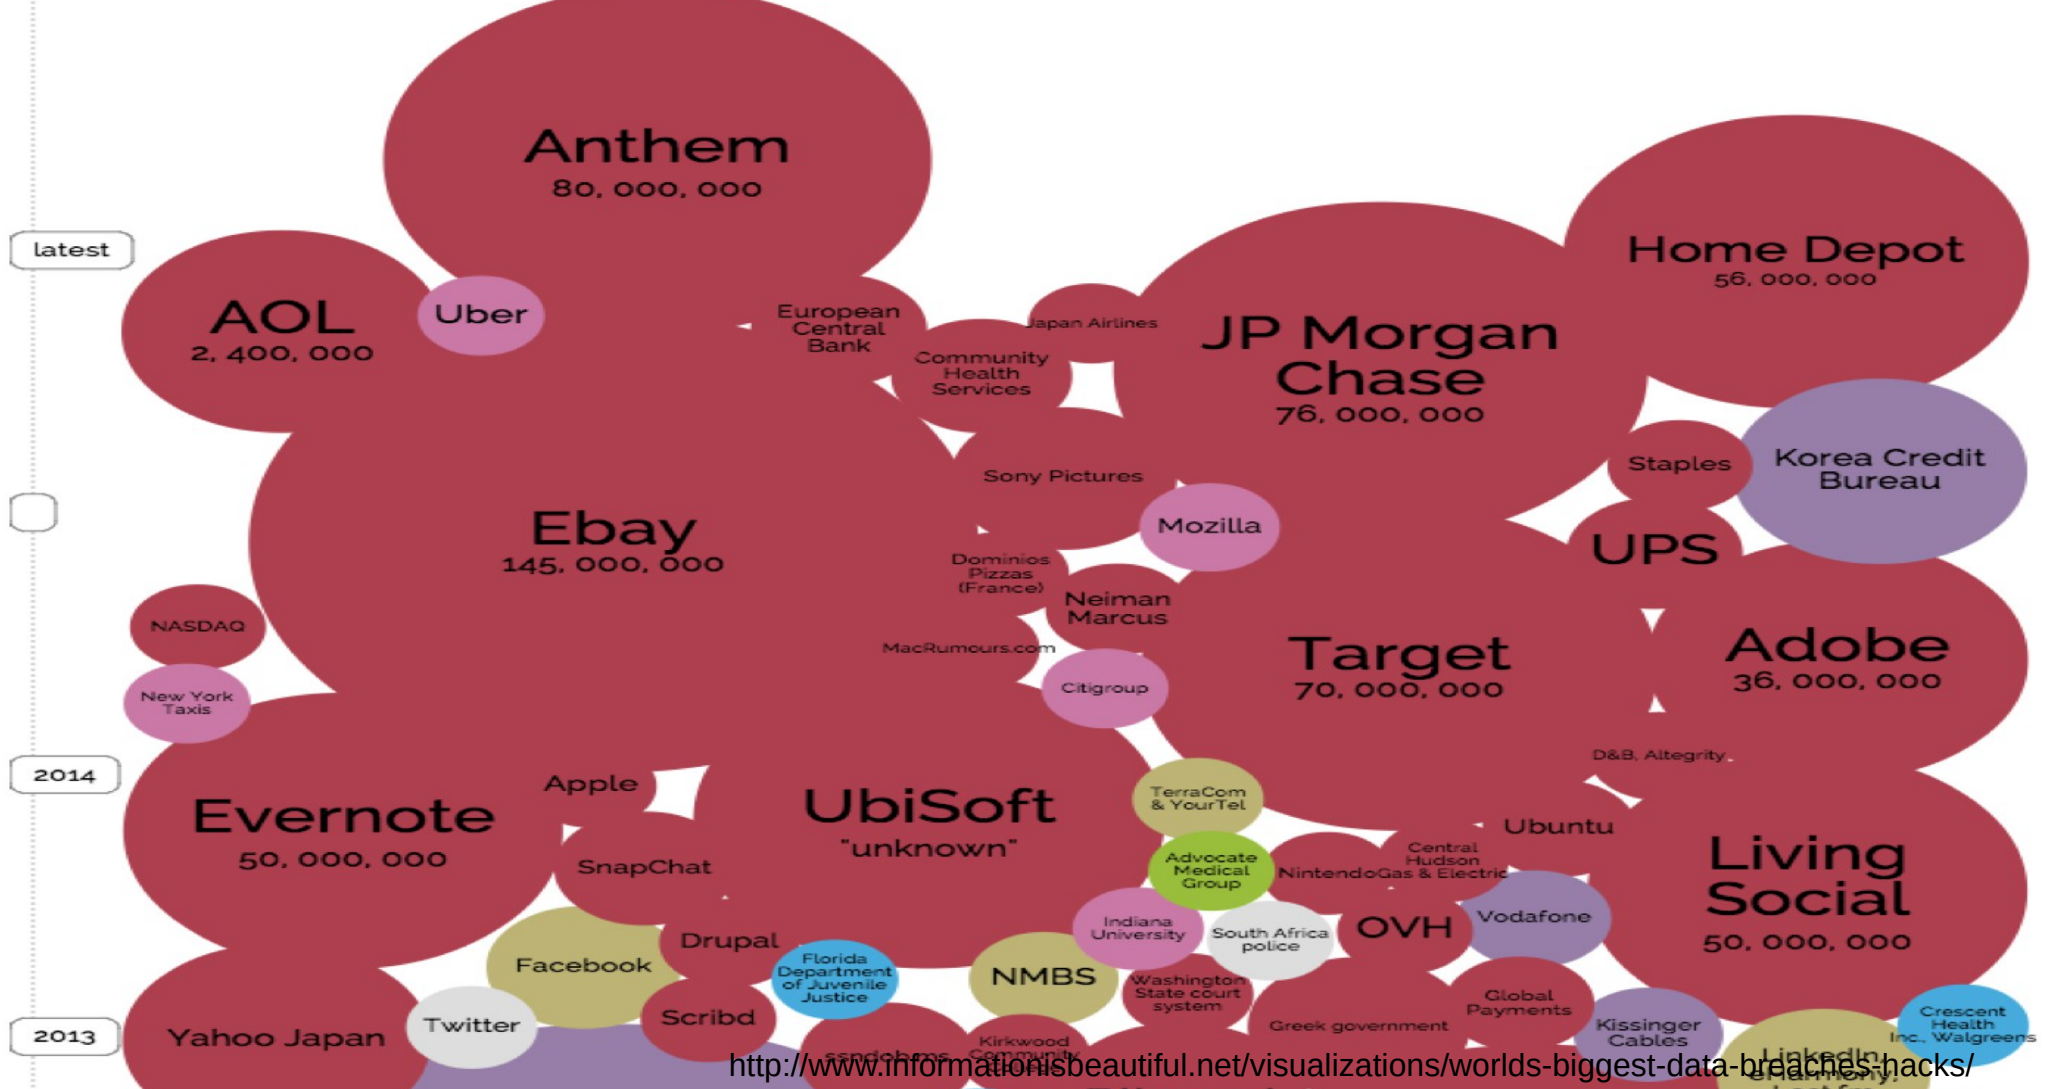 Anthem
80, 000, 000
latest
Home Depot
56, 000, 000
AOL
2, 400, 000
Uber
European
Central
Bank
Japan Airlines
Community
Health
Services
JP Morgan
Chase
76, 000, 000
Sony Pictures
Staples
Korea Credit
Bureau
Mozilla
UPS
Ebay
145, 000, 000
Dominios
Pizzas
(France)
Neiman
Marcus
NASDAQ
MacRumours.com
Target
70, 000, 000
Adobe
36, 000, 000
New York
Taxis
Citigroup
2014
D&B, Altegrity
Apple
Evernote
50, 000, 000
UbiSoft
"unknown"
TerraCom
& YourTel
Ubuntu
SnapChat
Advocate
Medical
Group
Nintendo
Central
Hudson
Gas & Electric
Living
Social
50, 000, 000
Indiana
University
South Africa
police
OVH
Vodafone
Drupal
Facebook
Florida
Department
of Juvenile
Justice
NMBS
Washington
State court
system
Global
Payments
2013
Yahoo Japan
Twitter
Scribd
Greek government
Kissinger
Cables
Crescent
Health
Inc., Walgreens
ssndobms
Kirkwood
Community
College
LinkedIn,
eHarmony,
http://www.informationisbeautiful.net/visualizations/worlds-biggest-data-breaches-hacks/